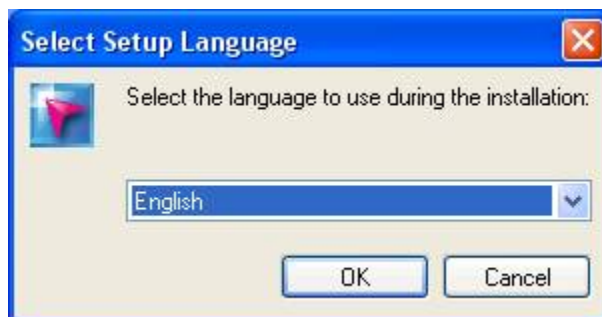 Select Setup Language
Select the language to use during the installation:
English
OK
Cancel